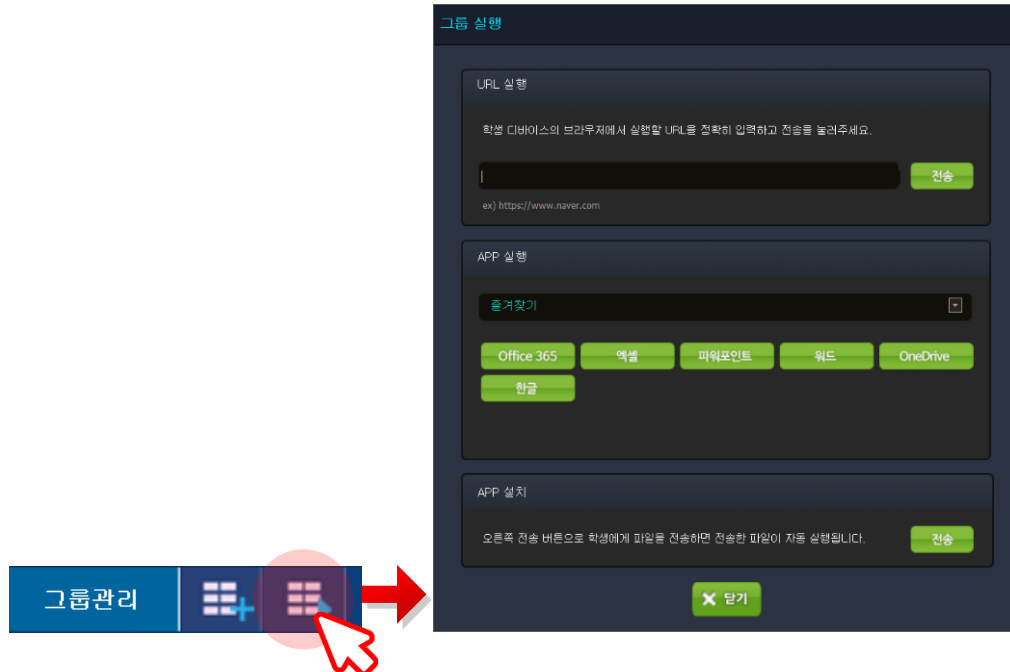 그룹 실행
URL 실행
학생 디바이스의 브라우저에서 실행할 URL을 정확히 입력하고 전송을 눌러주세요.
전송
ex) https://www.naver.com
APP 실행
즐겨찾기
Office 365 엑셀 파워포인트 워드 OneDrive
한글
APP 설치
오른쪽 전송 버튼으로 학생에게 파일을 전송하면 전송한 파일이 자동 실행됩니다.
전송
닫기
그룹관리